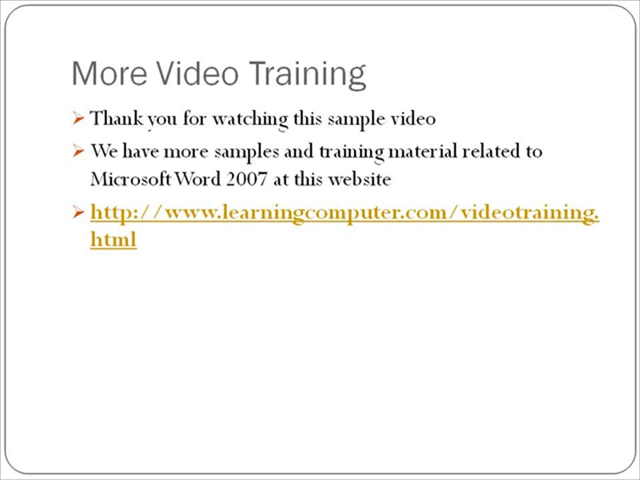 More Video Training
Thank you for watching this sample video
We have more samples and training material related to
Microsoft Word 2007 at this website
http://www.learningcomputer.com/videotraining.
html